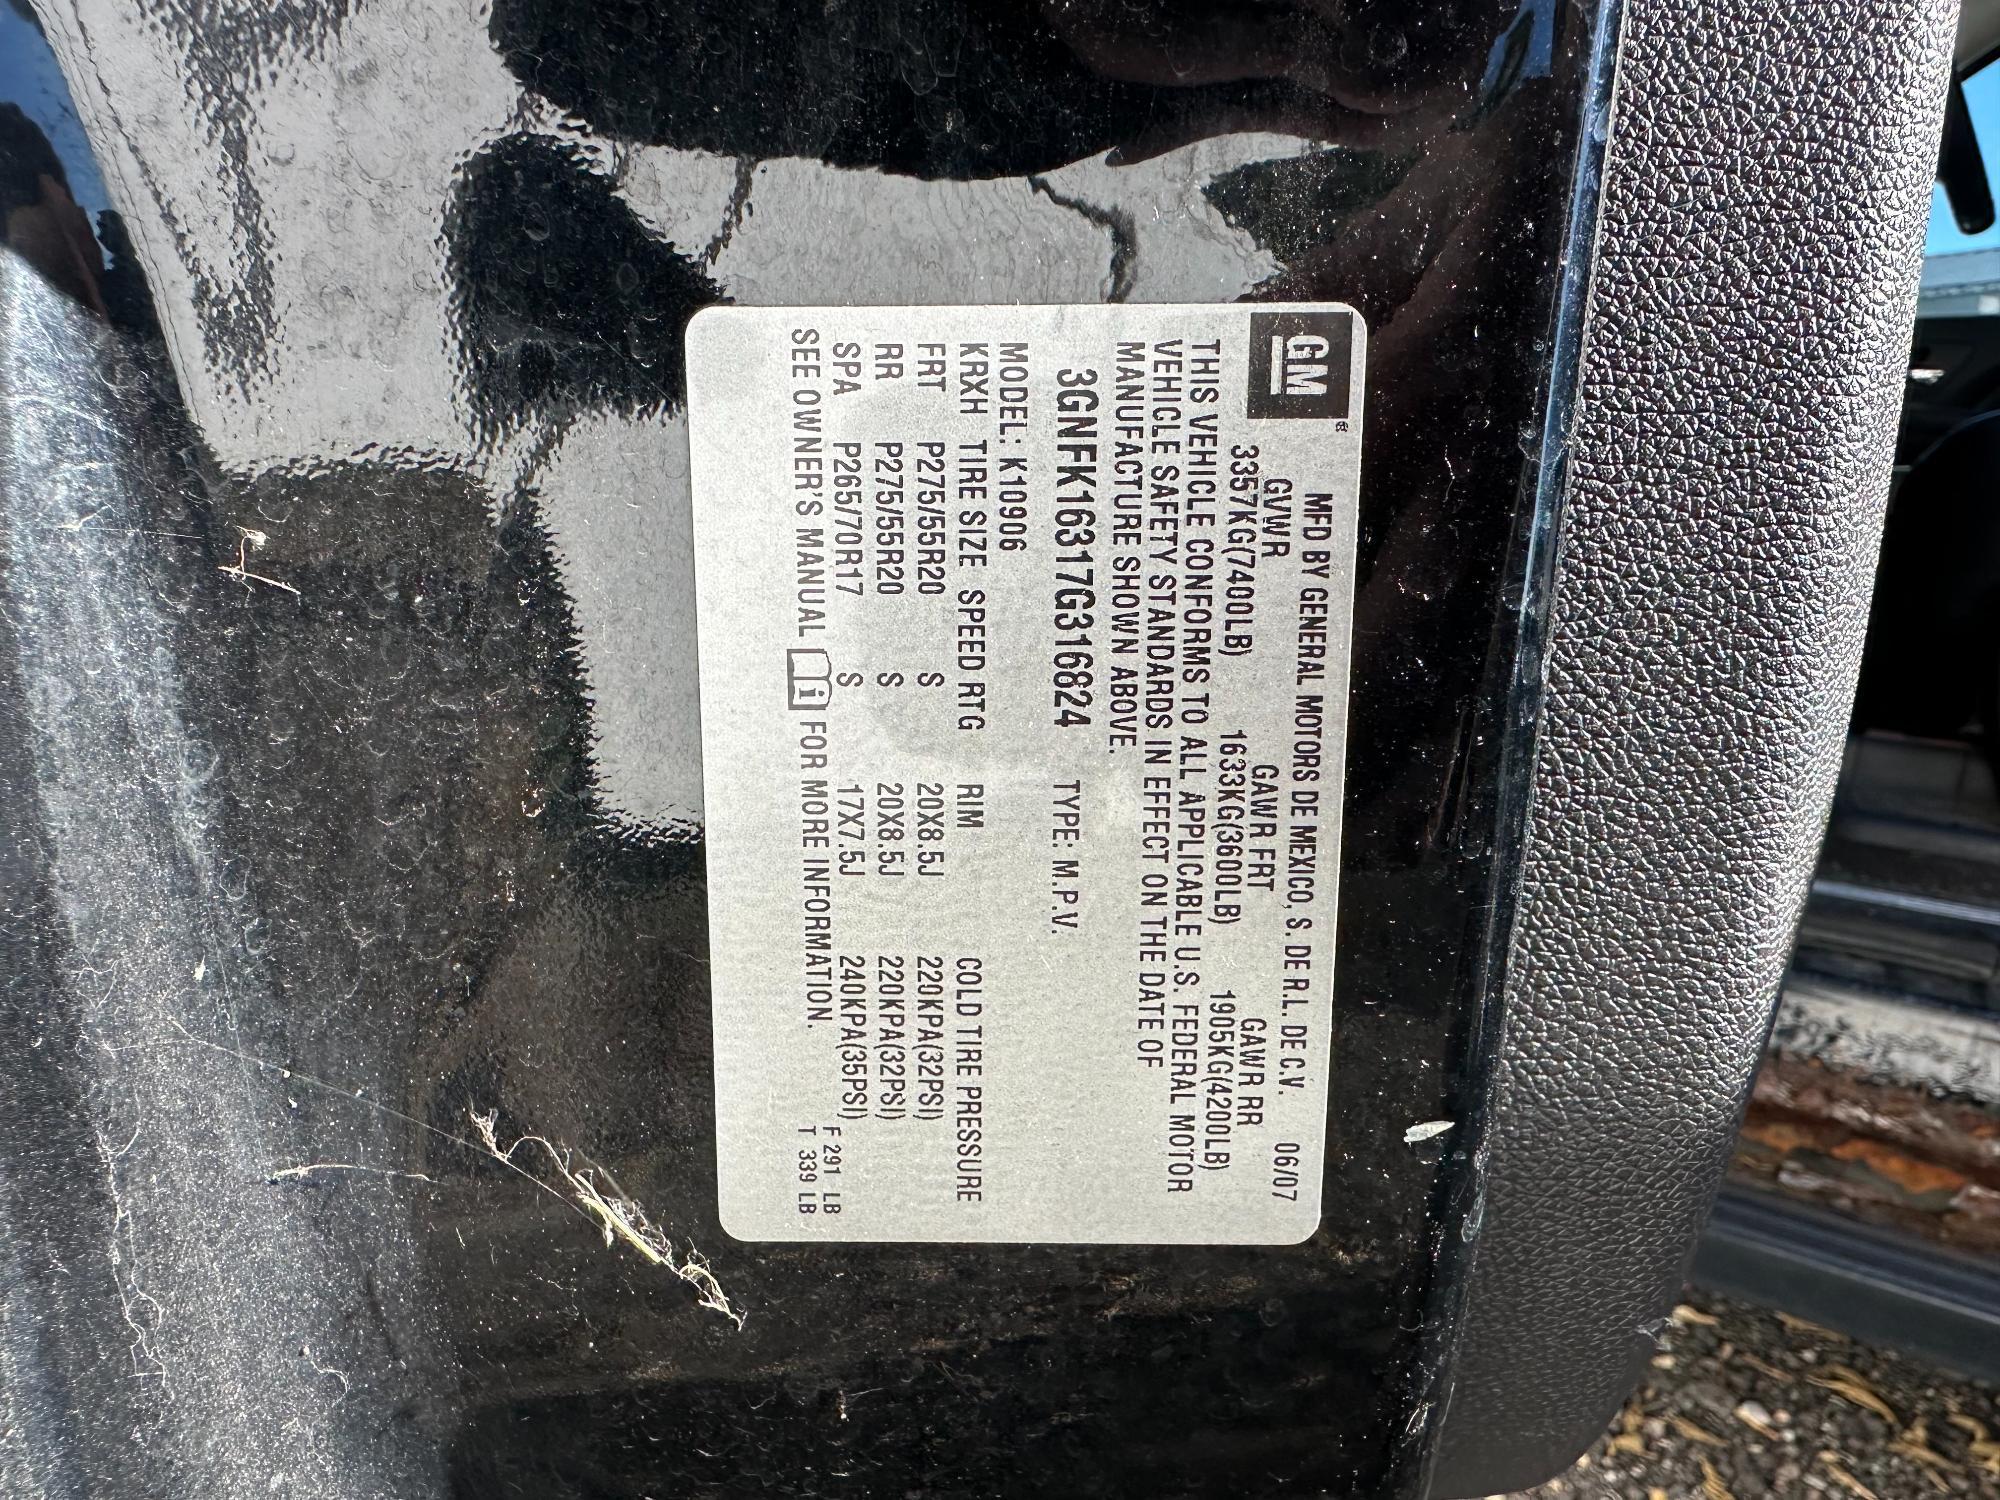 GM
MFD BY GENERAL MOTORS DE MEXICO, S. DE R.L. DE C.V. 06/07
GVWR GAWR FRT GAWR RR
3357KG(7400LB) 1633KG(3600LB) 1905KG(4200LB)
THIS VEHICLE CONFORMS TO ALL APPLICABLE U.S. FEDERAL MOTOR
VEHICLE SAFETY STANDARDS IN EFFECT ON THE DATE OF
MANUFACTURE SHOWN ABOVE.
3GNFK16317G316824 TYPE: M.P.V.
MODEL: K10906
KRXH TIRE SIZE SPEED RTG RIM COLD TIRE PRESSURE
FRT P275/55R20 S 20X8.5J 220KPA(32PSI)
RR P275/55R20 S 20X8.5J 220KPA(32PSI)
SPA P265/70R17 S 17X7.5J 240KPA(35PSI) F 291 LB
SEE OWNER'S MANUAL i FOR MORE INFORMATION. T 339 LB